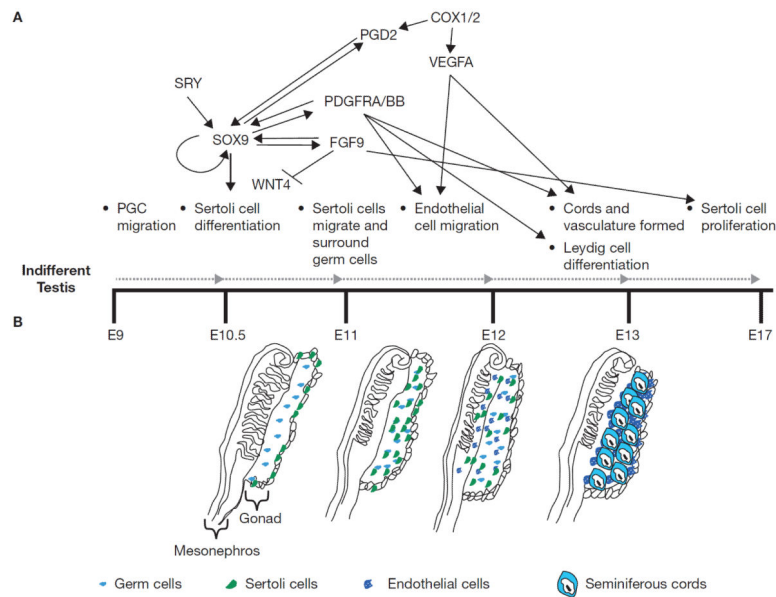 A
COX1/2
PGD2
VEGFA
SRY
PDGFRA/BB
SOX9
FGF9
WNT4
• PGC
migration
• Sertoli cell
differentiation
• Sertoli cells
migrate and
surround
germ cells
• Endothelial
cell migration
• Cords and
vasculature formed
• Leydig cell
differentiation
• Sertoli cell
proliferation
Indifferent
Testis
B
E9
E10.5
E11
E12
E13
E17
Gonad
Mesonephros
Germ cells
Sertoli cells
Endothelial cells
Seminiferous cords